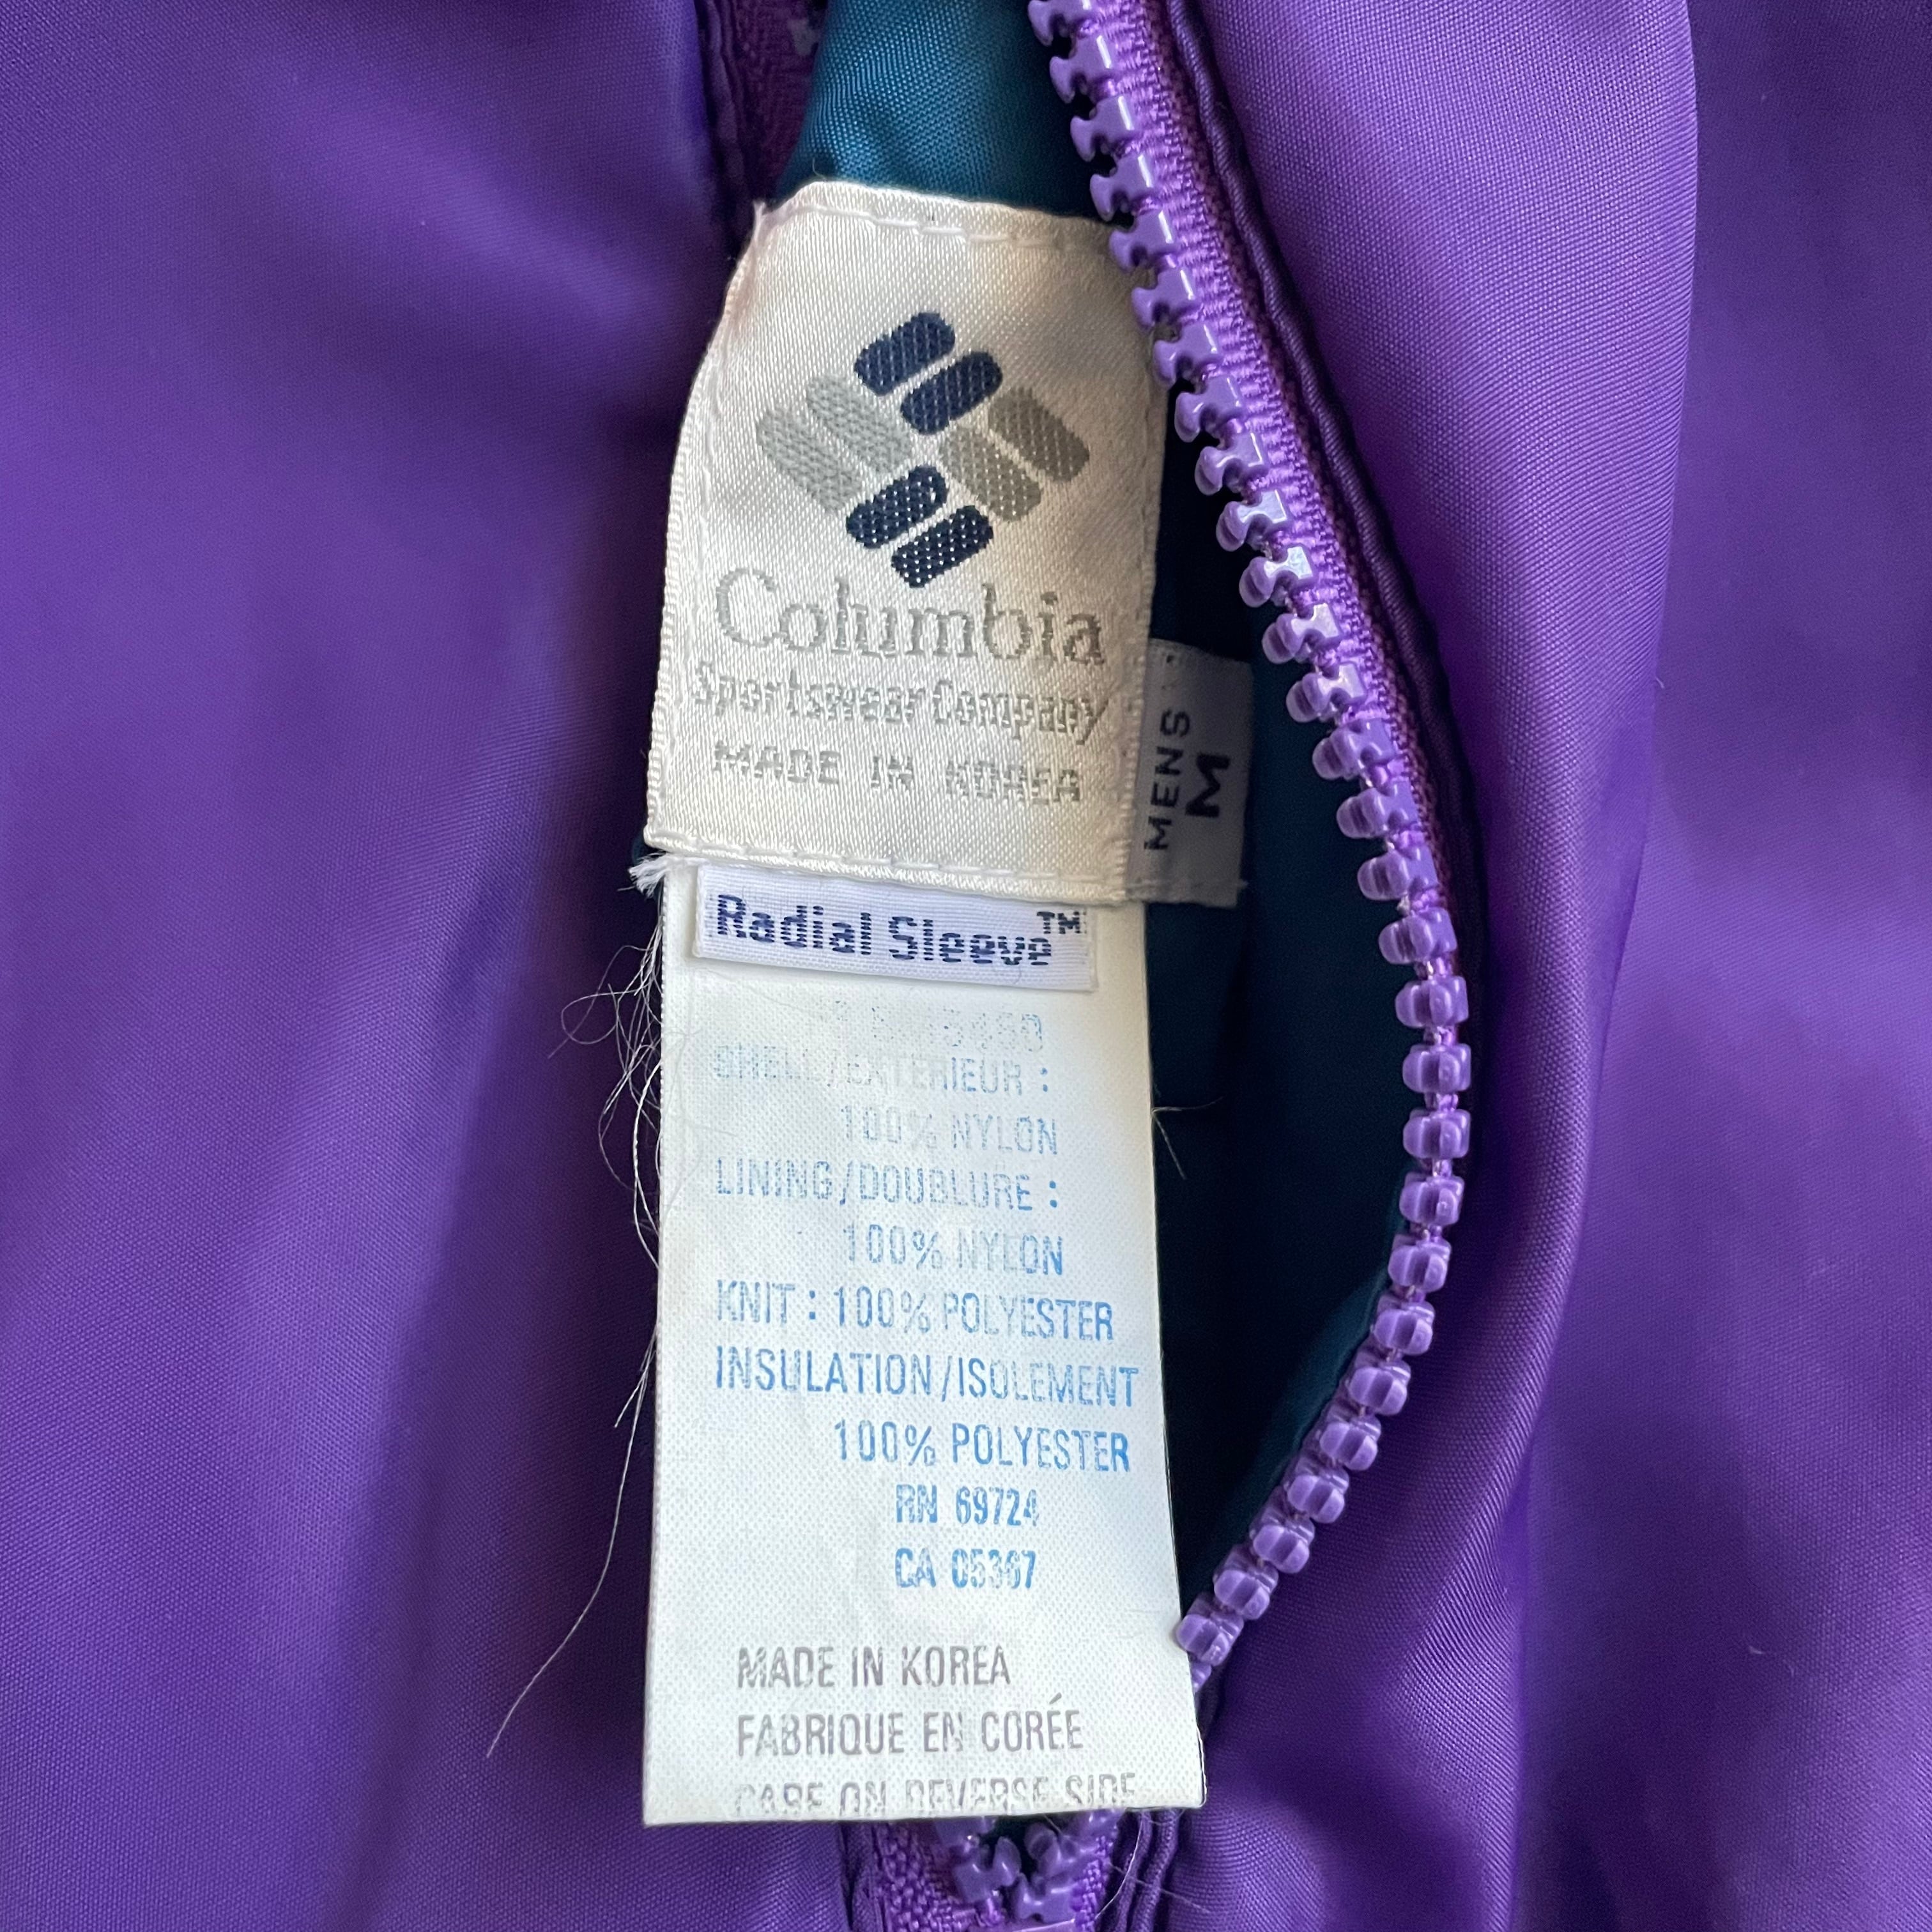 Columbia
Sportswear Company
MADE IN KOREA
MENS
M
Radial Sleeve™
SHELL/EXTERIEUR :
100% NYLON
LINING/DOUBLURE :
100% NYLON
KNIT : 100% POLYESTER
INSULATION/ISOLEMENT
100% POLYESTER
RN 69724
CA 05367
MADE IN KOREA
FABRIQUE EN CORÉE
CARE ON REVERSE SIDE